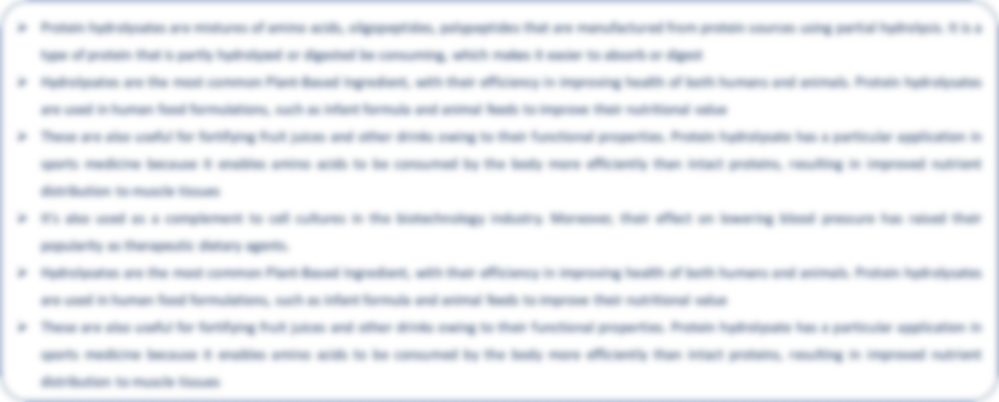 ➤ Protein hydrolysates are mixtures of amino acids, oligopeptides, polypeptides that are manufactured from protein sources using partial hydrolysis. It is a
type of protein that is partly hydrolyzed or digested be consuming, which makes it easier to absorb or digest
➤ Hydrolysates are the most common Plant-Based Ingredient, with their efficiency in improving health of both humans and animals. Protein hydrolysates
are used in human food formulations, such as infant formula and animal feeds to improve their nutritional value
➤ These are also useful for fortifying fruit juices and other drinks owing to their functional properties. Protein hydrolysate has a particular application in
sports medicine because it enables amino acids to be consumed by the body more efficiently than intact proteins, resulting in improved nutrient
distribution to muscle tissues
➤ It's also used as a complement to cell cultures in the biotechnology industry. Moreover, their effect on lowering blood pressure has raised their
popularity as therapeutic dietary agents.
➤ Hydrolysates are the most common Plant-Based Ingredient, with their efficiency in improving health of both humans and animals. Protein hydrolysates
are used in human food formulations, such as infant formula and animal feeds to improve their nutritional value
➤ These are also useful for fortifying fruit juices and other drinks owing to their functional properties. Protein hydrolysate has a particular application in
sports medicine because it enables amino acids to be consumed by the body more efficiently than intact proteins, resulting in improved nutrient
distribution to muscle tissues